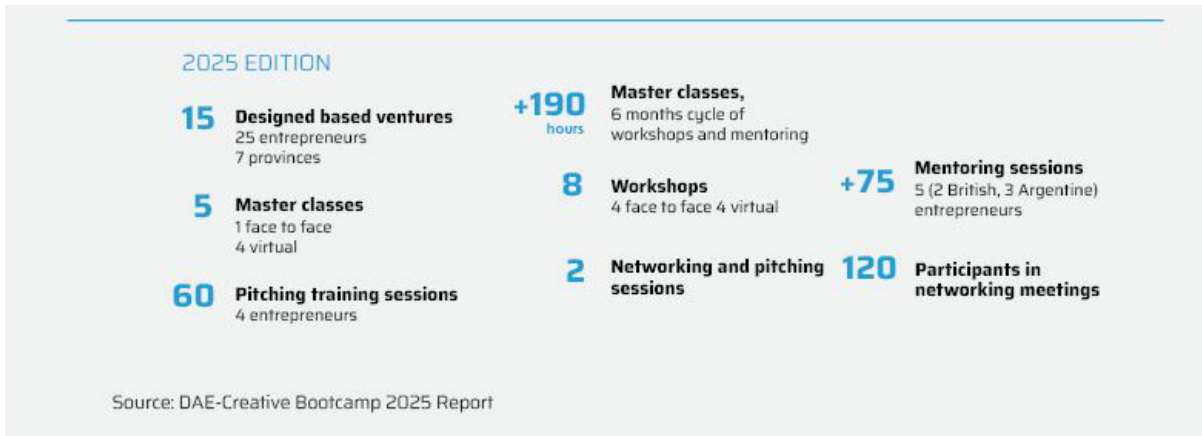 2025 EDITION
15 Designed based ventures
25 entrepreneurs
7 provinces
5 Master classes
1 face to face
4 virtual
60 Pitching training sessions
4 entrepreneurs
+190 hours
Master classes,
6 months cycle of
workshops and mentoring
8 Workshops
4 face to face 4 virtual
2 Networking and pitching
sessions
+75 Mentoring sessions
5 (2 British, 3 Argentine)
entrepreneurs
120 Participants in
networking meetings
Source: DAE-Creative Bootcamp 2025 Report